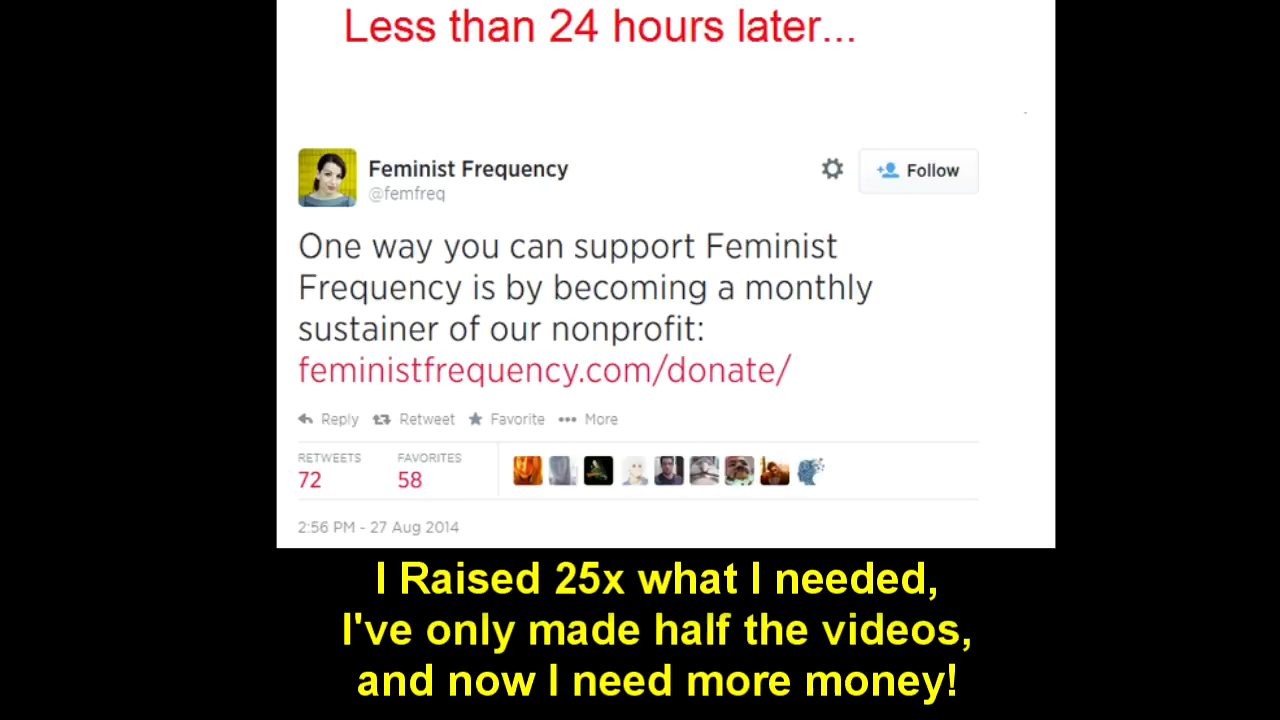 Less than 24 hours later...
Feminist Frequency
@femfreq
Follow
One way you can support Feminist
Frequency is by becoming a monthly
sustainer of our nonprofit:
feministfrequency.com/donate/
Reply Retweet Favorite More
RETWEETS FAVORITES
72 58
2:56 PM - 27 Aug 2014
I Raised 25x what I needed,
I've only made half the videos,
and now I need more money!